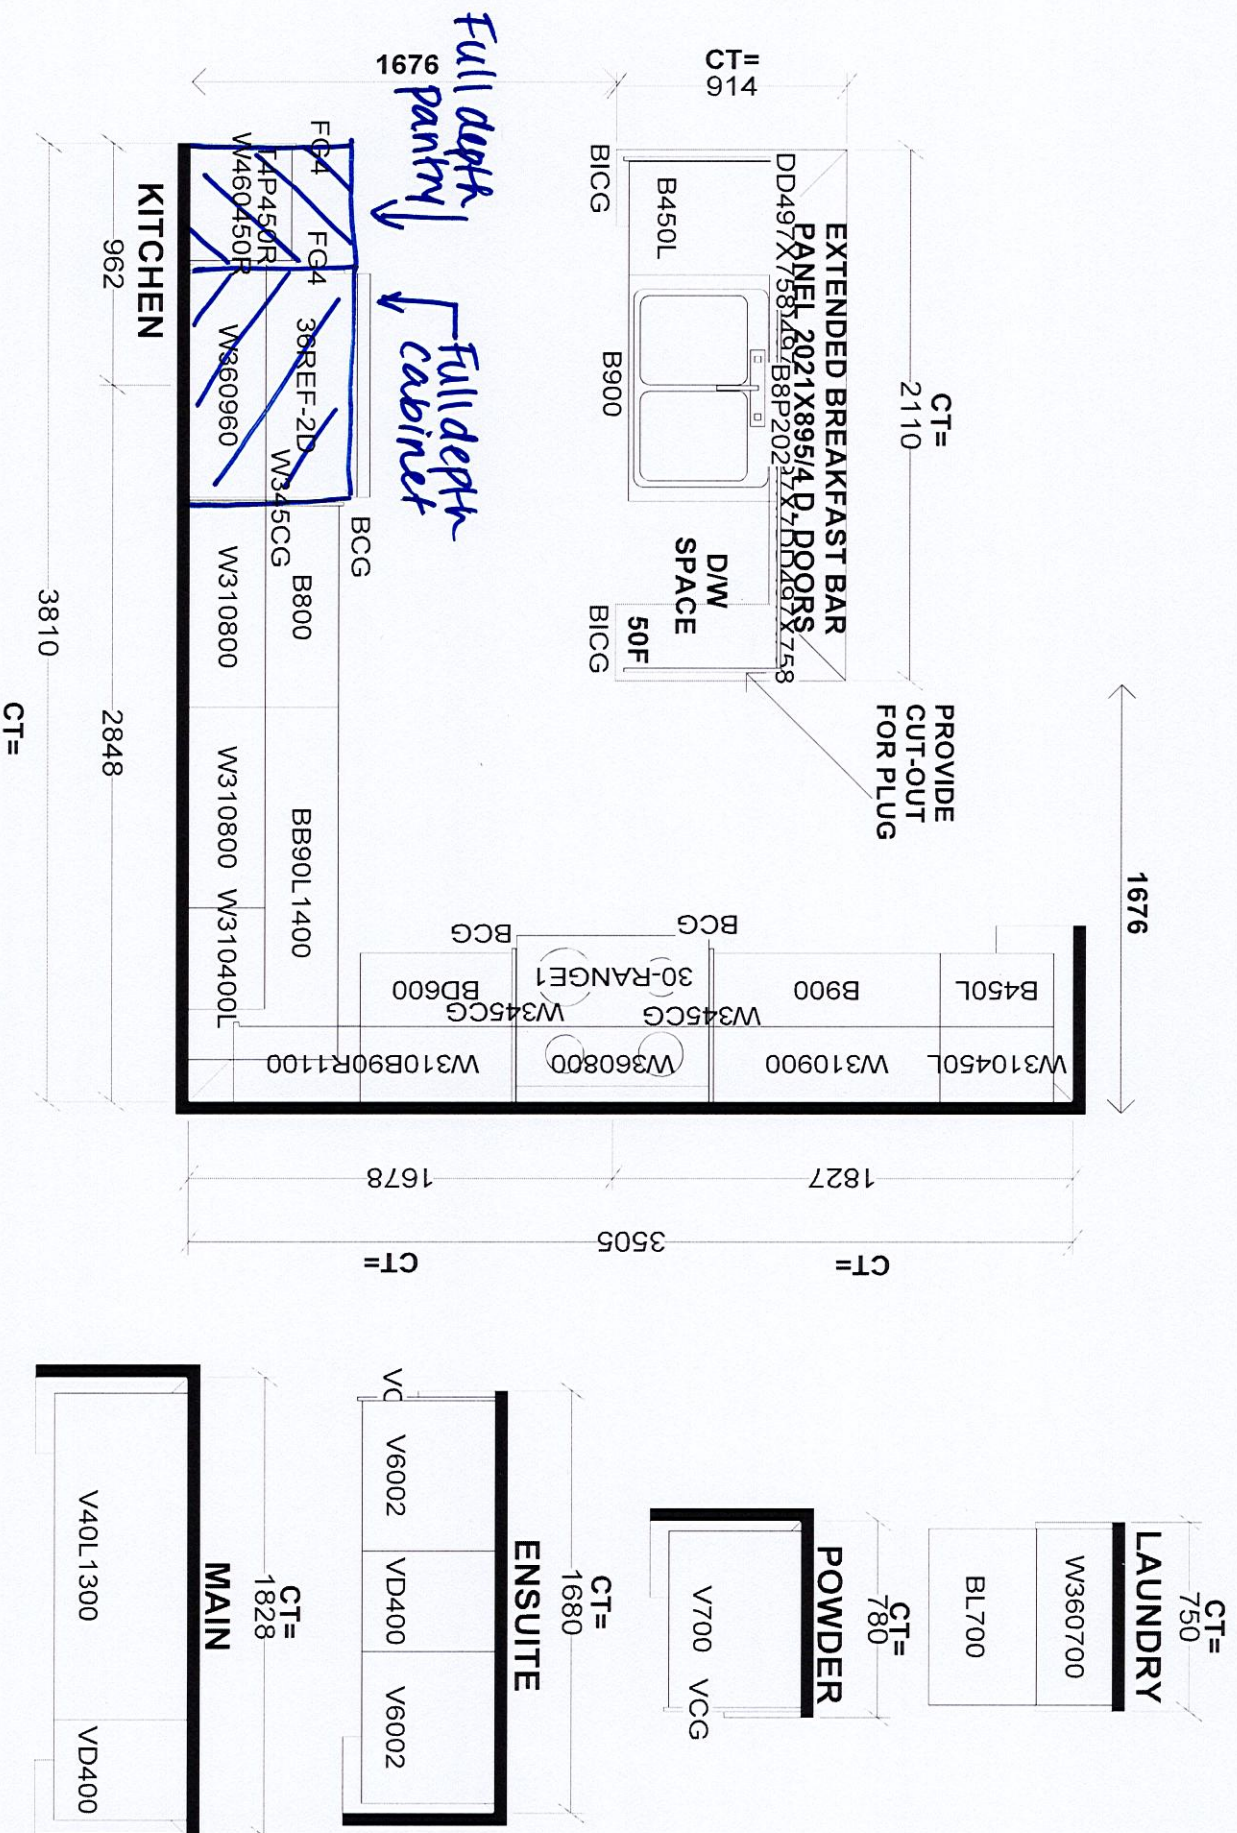 Full depth
pantry
Full depth
cabinet
CT=
914
1676
CT=
2110
EXTENDED BREAKFAST BAR
PANEL 2021X895/4 D. DOORS
BICG
B450L
B900
D/W
SPACE
50F
BICG
PROVIDE
CUT-OUT
FOR PLUG
1676
FG4
T4P450R
W460450R
FG4
36REF-2D
W360960
W345CG
BCG
B800
W310800
BB90L1400
W310800
W310400L
KITCHEN
962
2848
3810
CT=
BCG
BCG
BD600
30-RANGE1
B900
B450L
W345CG
W345CG
W310B90R1100
W360800
W310900
W310450L
1678
1827
3505
CT=
CT=
LAUNDRY
CT=
750
W360700
BL700
POWDER
CT=
780
V700
VCG
ENSUITE
CT=
1680
V6002
VD400
V6002
MAIN
CT=
1828
V40L1300
VD400